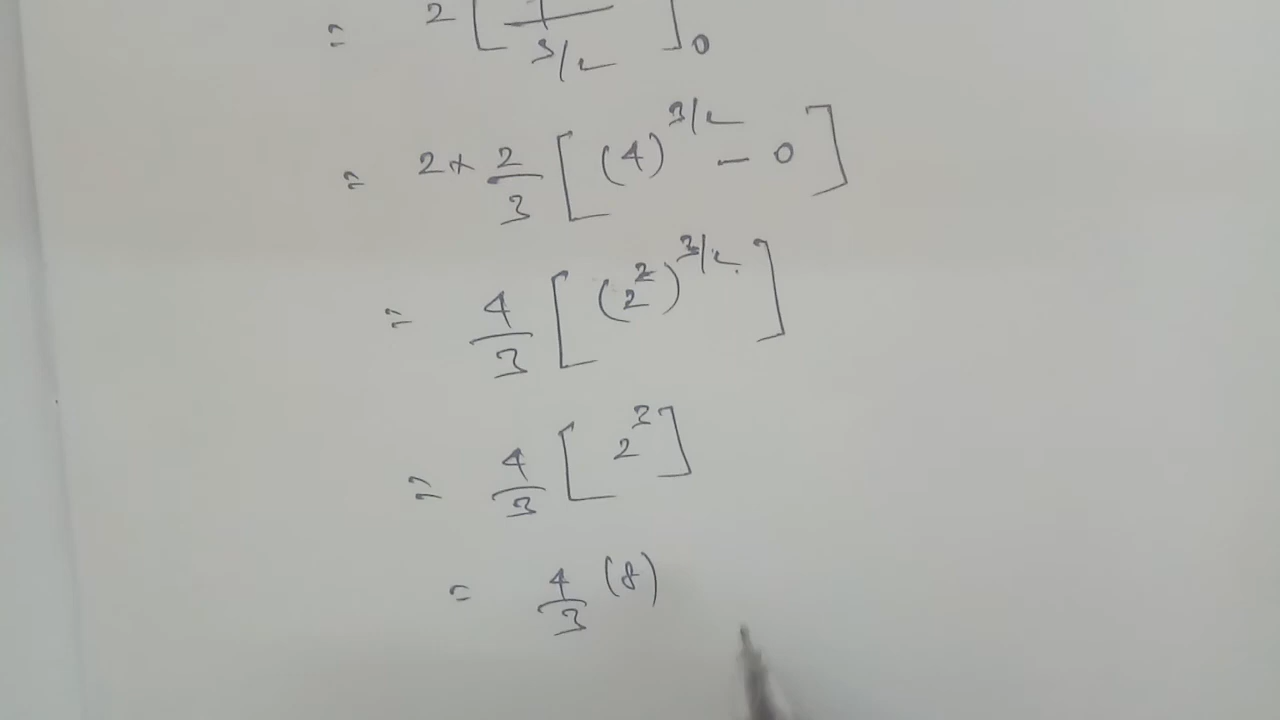 = 2 [ / 3/2 ]0
= 2 × 2/3 [ (4)^3/2 - 0 ]
= 4/3 [ (2^2)^3/2 ]
= 4/3 [ 2^3 ]
= 4/3 (8)